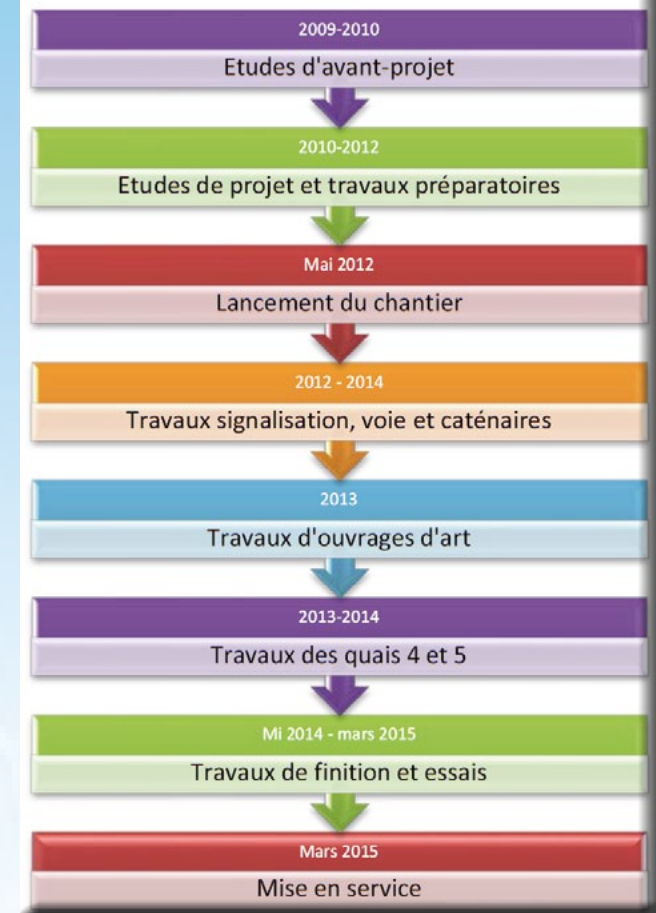 2009-2010
Etudes d'avant-projet
2010-2012
Etudes de projet et travaux préparatoires
Mai 2012
Lancement du chantier
2012 - 2014
Travaux signalisation, voie et caténaires
2013
Travaux d'ouvrages d'art
2013-2014
Travaux des quais 4 et 5
Mi 2014 - mars 2015
Travaux de finition et essais
Mars 2015
Mise en service